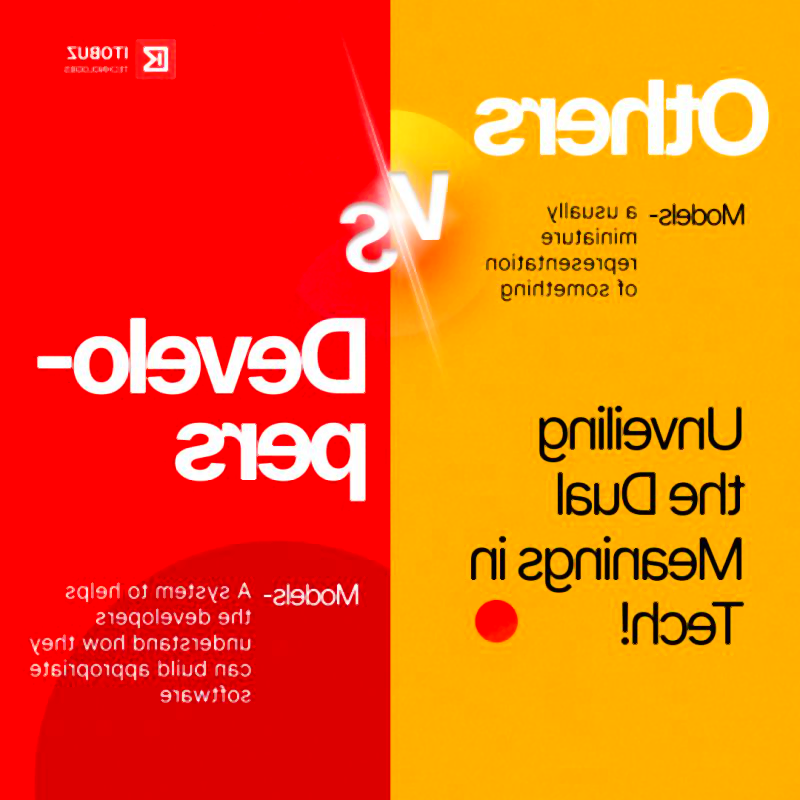 ITOBUZ
TECHNOLOGIES
Others
Models-
a usually
miniature
representation
of something
Vs
Develo-
pers
Unveiling
the Dual
Meanings in
Tech!
Models-
A system to helps
the developers
understand how they
can build appropriate
software